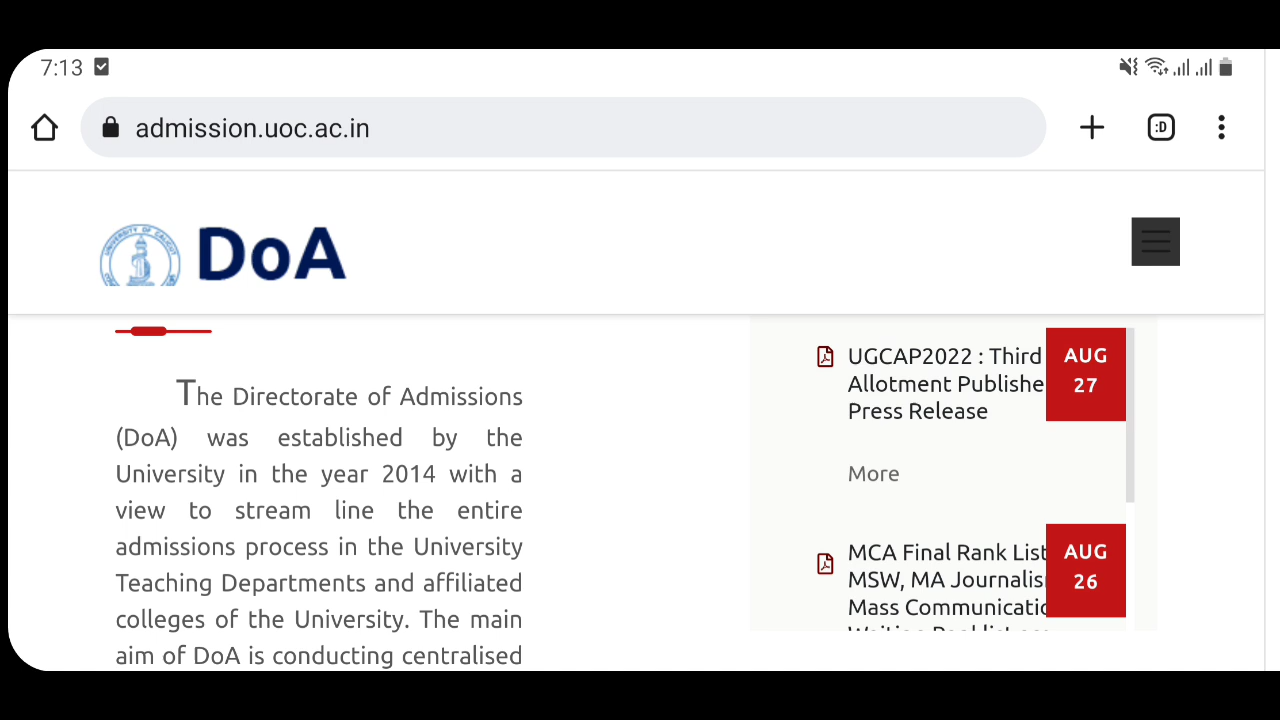 7:13
admission.uoc.ac.in
:D
UNIVERSITY OF CALICUT
DoA
The Directorate of Admissions
(DoA) was established by the
University in the year 2014 with a
view to stream line the entire
admissions process in the University
Teaching Departments and affiliated
colleges of the University. The main
aim of DoA is conducting centralised
UGCAP2022 : Third
Allotment Publishe
Press Release
AUG
27
More
MCA Final Rank List
MSW, MA Journalis
Mass Communicatio
AUG
26